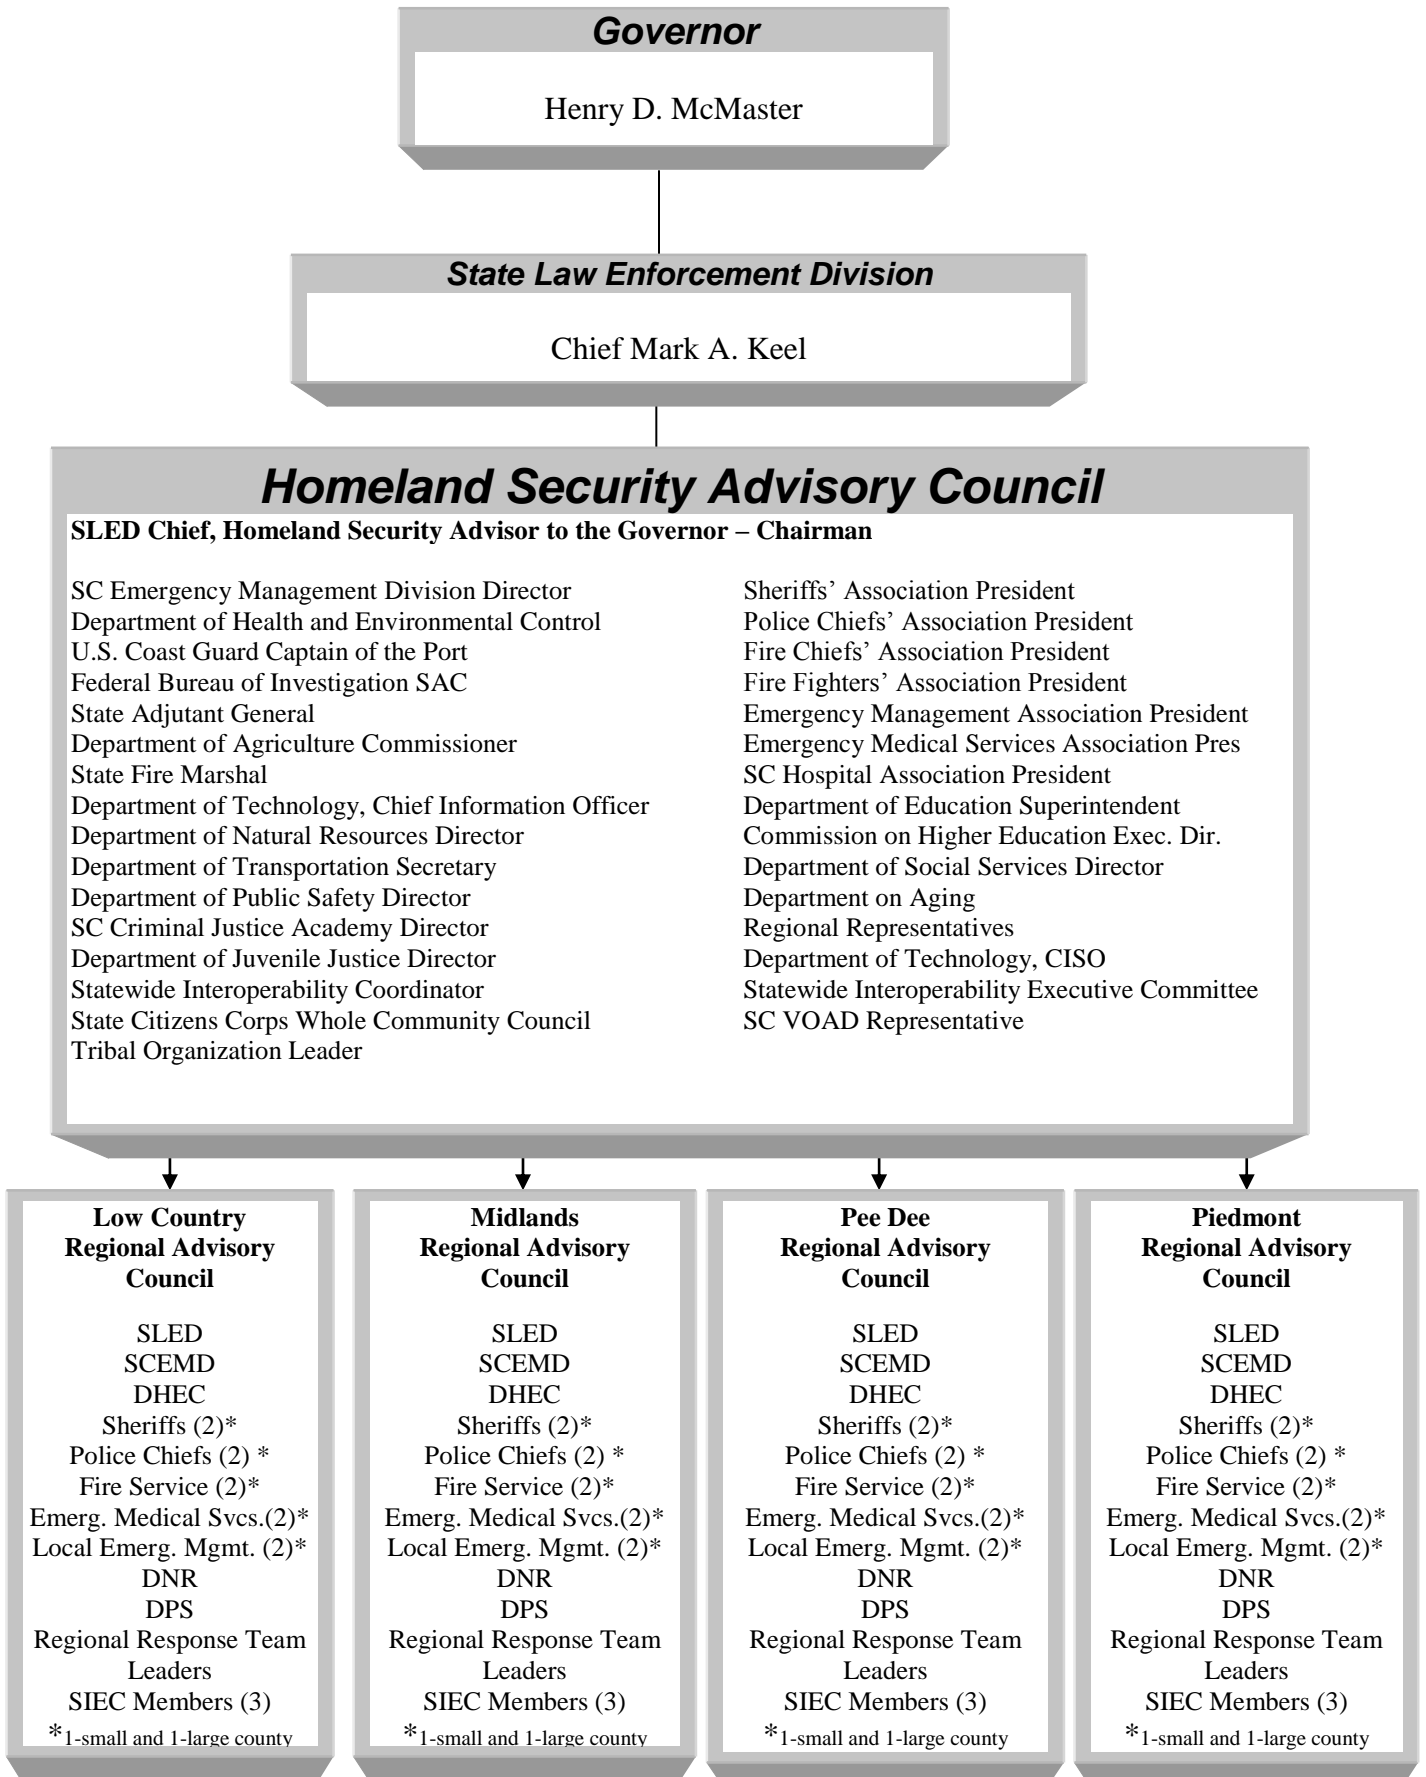 Governor
Henry D. McMaster
State Law Enforcement Division
Chief Mark A. Keel
Homeland Security Advisory Council
SLED Chief, Homeland Security Advisor to the Governor – Chairman
SC Emergency Management Division Director
Department of Health and Environmental Control
U.S. Coast Guard Captain of the Port
Federal Bureau of Investigation SAC
State Adjutant General
Department of Agriculture Commissioner
State Fire Marshal
Department of Technology, Chief Information Officer
Department of Natural Resources Director
Department of Transportation Secretary
Department of Public Safety Director
SC Criminal Justice Academy Director
Department of Juvenile Justice Director
Statewide Interoperability Coordinator
State Citizens Corps Whole Community Council
Tribal Organization Leader
Sheriffs’ Association President
Police Chiefs’ Association President
Fire Chiefs’ Association President
Fire Fighters’ Association President
Emergency Management Association President
Emergency Medical Services Association Pres
SC Hospital Association President
Department of Education Superintendent
Commission on Higher Education Exec. Dir.
Department of Social Services Director
Department on Aging
Regional Representatives
Department of Technology, CISO
Statewide Interoperability Executive Committee
SC VOAD Representative
Low Country
Regional Advisory
Council
SLED
SCEMD
DHEC
Sheriffs (2)*
Police Chiefs (2) *
Fire Service (2)*
Emerg. Medical Svcs.(2)*
Local Emerg. Mgmt. (2)*
DNR
DPS
Regional Response Team
Leaders
SIEC Members (3)
*1-small and 1-large county
Midlands
Regional Advisory
Council
SLED
SCEMD
DHEC
Sheriffs (2)*
Police Chiefs (2) *
Fire Service (2)*
Emerg. Medical Svcs.(2)*
Local Emerg. Mgmt. (2)*
DNR
DPS
Regional Response Team
Leaders
SIEC Members (3)
*1-small and 1-large county
Pee Dee
Regional Advisory
Council
SLED
SCEMD
DHEC
Sheriffs (2)*
Police Chiefs (2) *
Fire Service (2)*
Emerg. Medical Svcs.(2)*
Local Emerg. Mgmt. (2)*
DNR
DPS
Regional Response Team
Leaders
SIEC Members (3)
*1-small and 1-large county
Piedmont
Regional Advisory
Council
SLED
SCEMD
DHEC
Sheriffs (2)*
Police Chiefs (2) *
Fire Service (2)*
Emerg. Medical Svcs.(2)*
Local Emerg. Mgmt. (2)*
DNR
DPS
Regional Response Team
Leaders
SIEC Members (3)
*1-small and 1-large county